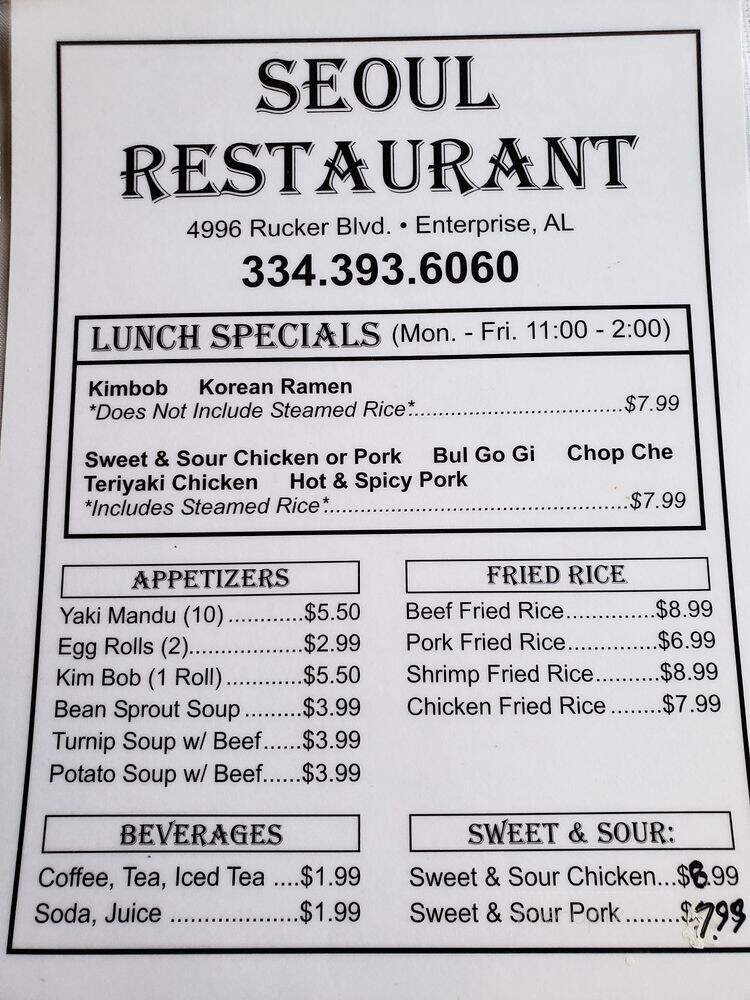 SEOUL
RESTAURANT
4996 Rucker Blvd. • Enterprise, AL
334.393.6060
LUNCH SPECIALS (Mon. - Fri. 11:00 - 2:00)
Kimbob Korean Ramen
*Does Not Include Steamed Rice*..................................$7.99
Sweet & Sour Chicken or Pork Bul Go Gi Chop Che
Teriyaki Chicken Hot & Spicy Pork
*Includes Steamed Rice*..................................................$7.99
APPETIZERS
Yaki Mandu (10)............$5.50
Egg Rolls (2)..................$2.99
Kim Bob (1 Roll)............$5.50
Bean Sprout Soup.........$3.99
Turnip Soup w/ Beef......$3.99
Potato Soup w/ Beef......$3.99
FRIED RICE
Beef Fried Rice..............$8.99
Pork Fried Rice..............$6.99
Shrimp Fried Rice..........$8.99
Chicken Fried Rice........$7.99
BEVERAGES
Coffee, Tea, Iced Tea ....$1.99
Soda, Juice ....................$1.99
SWEET & SOUR:
Sweet & Sour Chicken...$8.99
Sweet & Sour Pork........$7.99